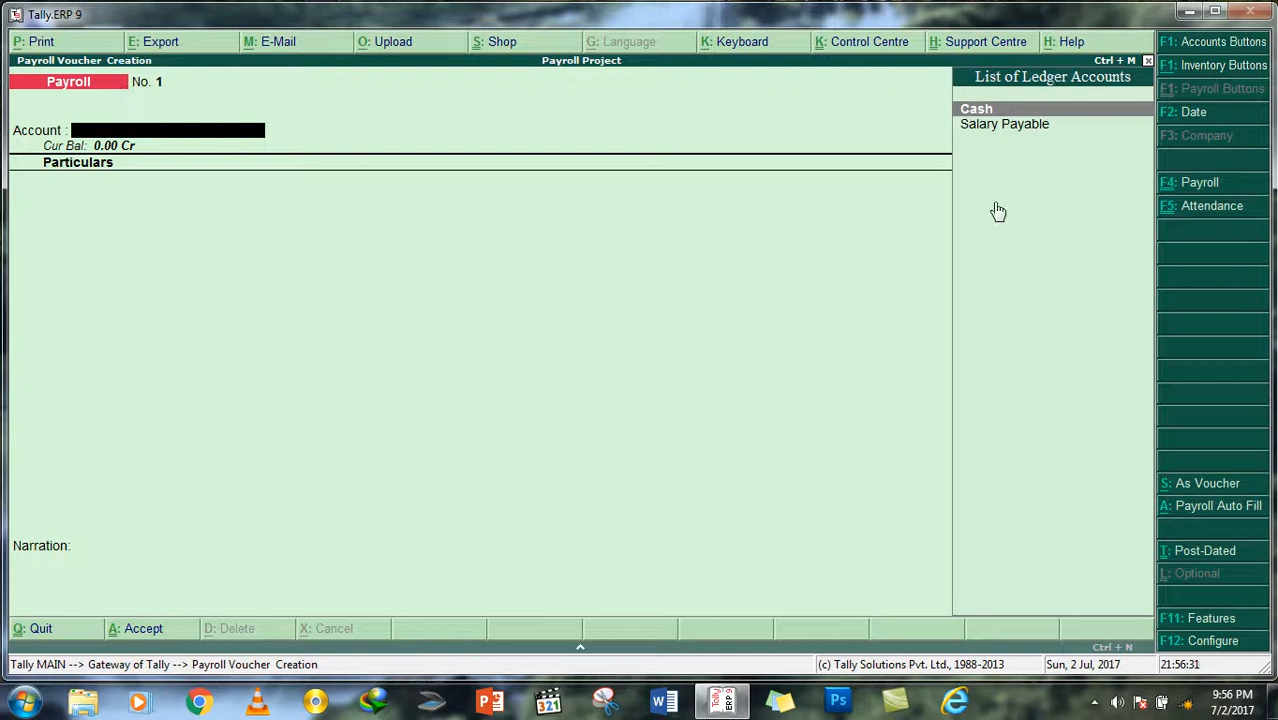 Tally.ERP 9
P: Print E: Export M: E-Mail O: Upload S: Shop G: Language K: Keyboard K: Control Centre H: Support Centre H: Help
Payroll Voucher Creation Payroll Project Ctrl + M
Payroll No. 1
List of Ledger Accounts
Cash
Salary Payable
Account :
Cur Bal: 0.00 Cr
Particulars
Narration:
F1: Accounts Buttons
F1: Inventory Buttons
F1: Payroll Buttons
F2: Date
F3: Company
F4: Payroll
F5: Attendance
S: As Voucher
A: Payroll Auto Fill
T: Post-Dated
L: Optional
F11: Features
F12: Configure
Q: Quit A: Accept D: Delete X: Cancel
Ctrl + N
Tally MAIN --> Gateway of Tally --> Payroll Voucher Creation (c) Tally Solutions Pvt. Ltd., 1988-2013 Sun, 2 Jul, 2017 21:56:31
9:56 PM
7/2/2017